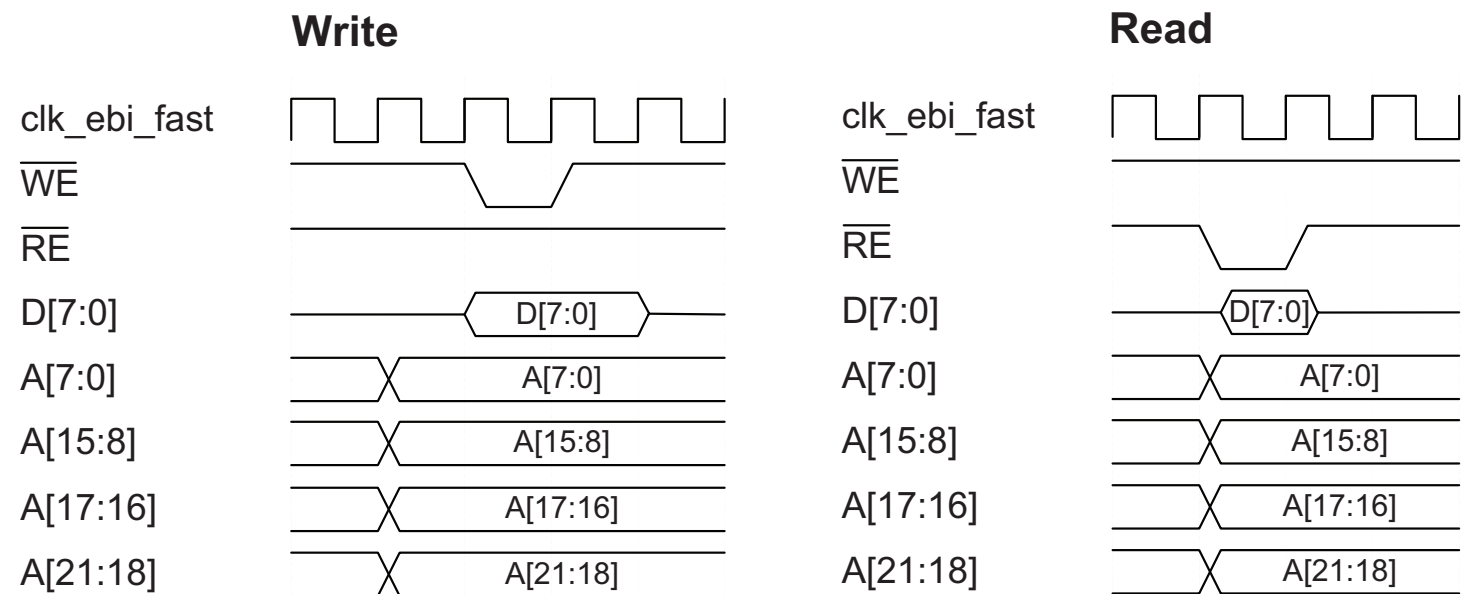 Write
clk_ebi_fast
WE
RE
D[7:0] D[7:0]
A[7:0] A[7:0]
A[15:8] A[15:8]
A[17:16] A[17:16]
A[21:18] A[21:18]
Read
clk_ebi_fast
WE
RE
D[7:0] D[7:0]
A[7:0] A[7:0]
A[15:8] A[15:8]
A[17:16] A[17:16]
A[21:18] A[21:18]